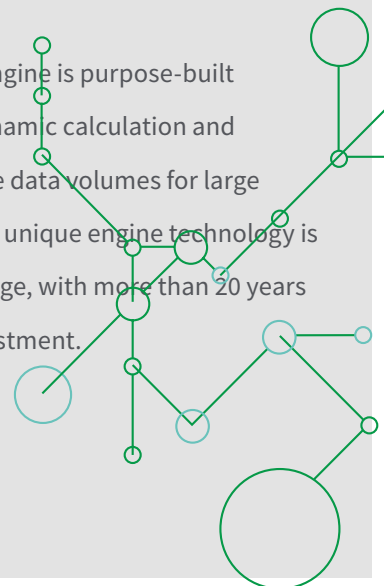 ngine is purpose-built
namic calculation and
e data volumes for large
unique engine technology is
ge, with more than 20 years
stment.